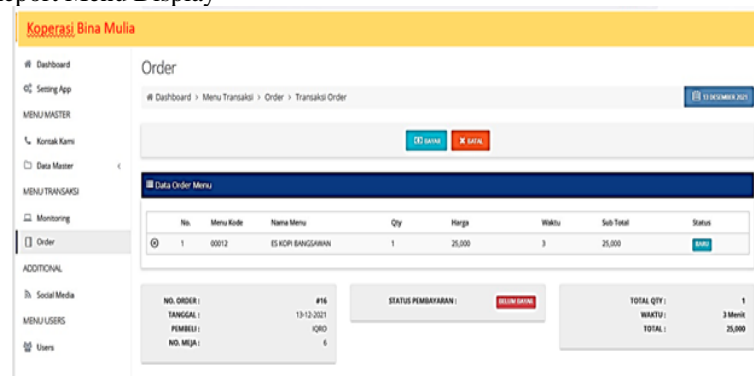 Report Menu Display
Koperasi Bina Mulia
Dashboard
Setting App
MENU MASTER
Kontak Kami
Data Master
MENU TRANSAKSI
Monitoring
Order
ADDITIONAL
Social Media
MENU USERS
Users
Order
Dashboard > Menu Transaksi > Order > Transaksi Order
13 DESEMBER 2021
BAYAR
BATAL
Data Order Menu
No. Menu Kode Nama Menu Qty Harga Waktu Sub Total Status
1 00012 ES KOPI BANGSAWAN 1 25,000 3 25,000 BARU
NO. ORDER : #16
TANGGAL : 13-12-2021
PEMBELI : IQRO
NO. MEJA : 6
STATUS PEMBAYARAN : BELUM BAYAR
TOTAL QTY : 1
WAKTU : 3 Menit
TOTAL : 25,000